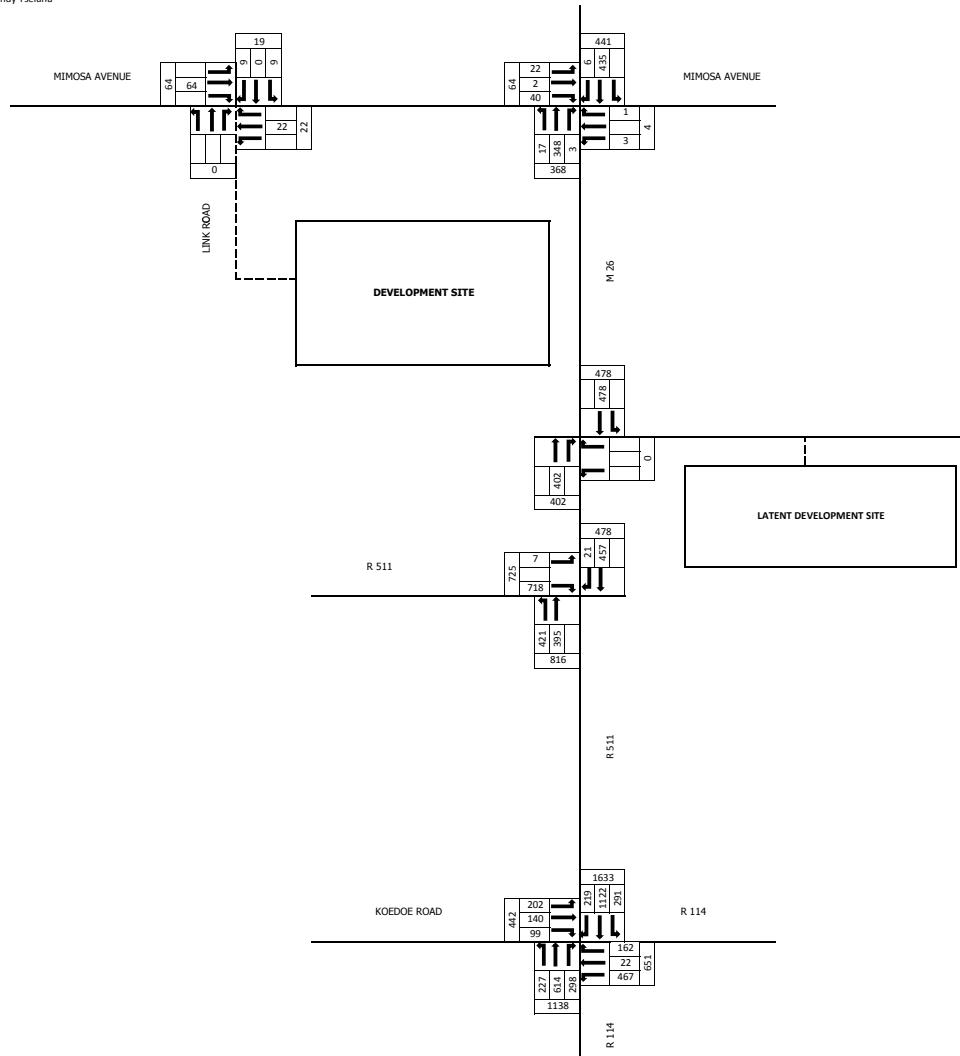 19
9 0 9
MIMOSA AVENUE
64
64
22
22
0
LINK ROAD
441
6 435
MIMOSA AVENUE
64
22
2
40
1
3
4
17 348 3
368
M 26
DEVELOPMENT SITE
478
478
0
402
402
LATENT DEVELOPMENT SITE
478
21 457
R 511
725
7
718
421 395
816
R 511
1633
219 1122 291
KOEDOE ROAD
442
202
140
99
R 114
162
22
467
651
227 614 298
1138
R 114